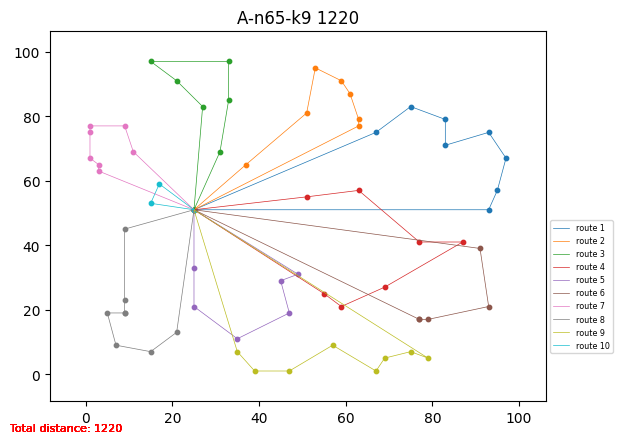 A-n65-k9 1220
100
80
60
40
20
0
0 20 40 60 80 100
route 1
route 2
route 3
route 4
route 5
route 6
route 7
route 8
route 9
route 10
Total distance: 1220